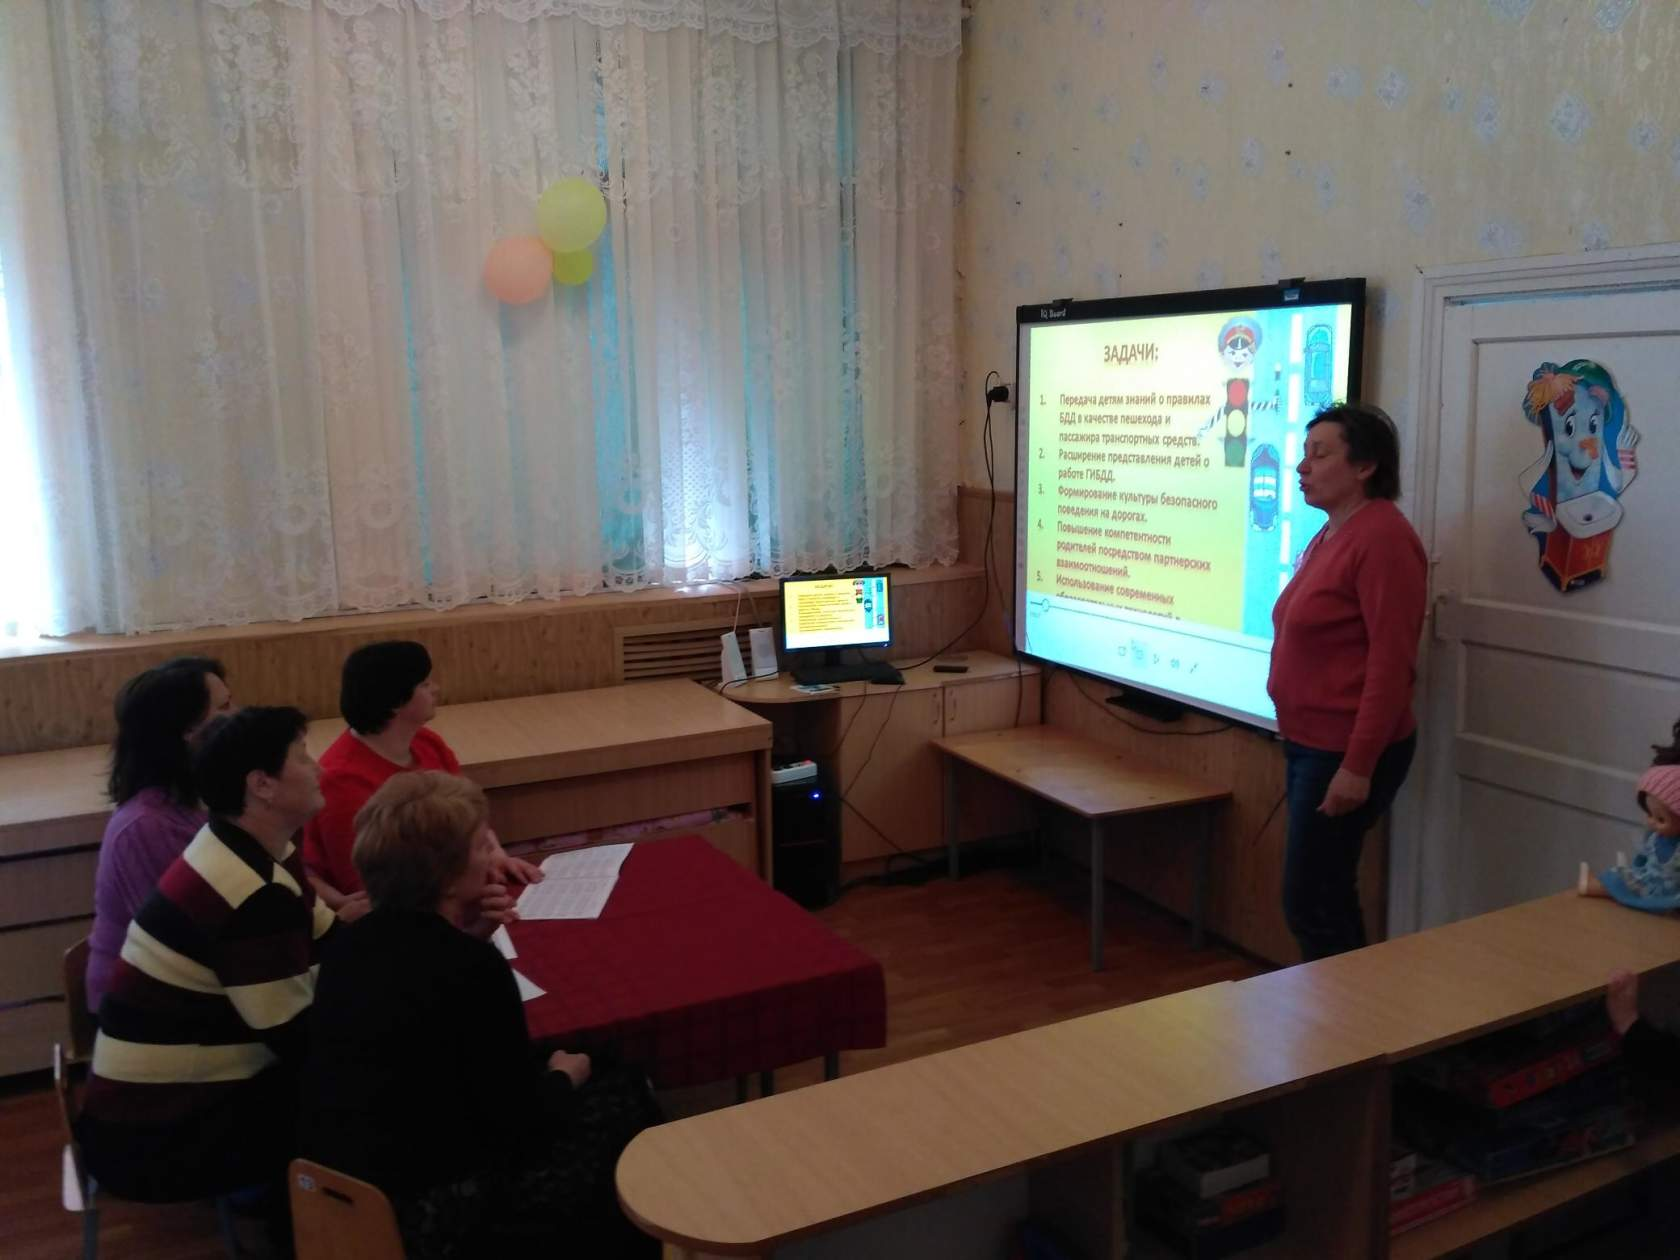 IQ Board
ЗАДАЧИ:
1. Передача детям знаний о правилах
БДД в качестве пешехода и
пассажира транспортных средств.
2. Расширение представления детей о
работе ГИБДД.
3. Формирование культуры безопасного
поведения на дорогах.
4. Повышение компетентности
родителей посредством партнерских
взаимоотношений.
5. Использование современных